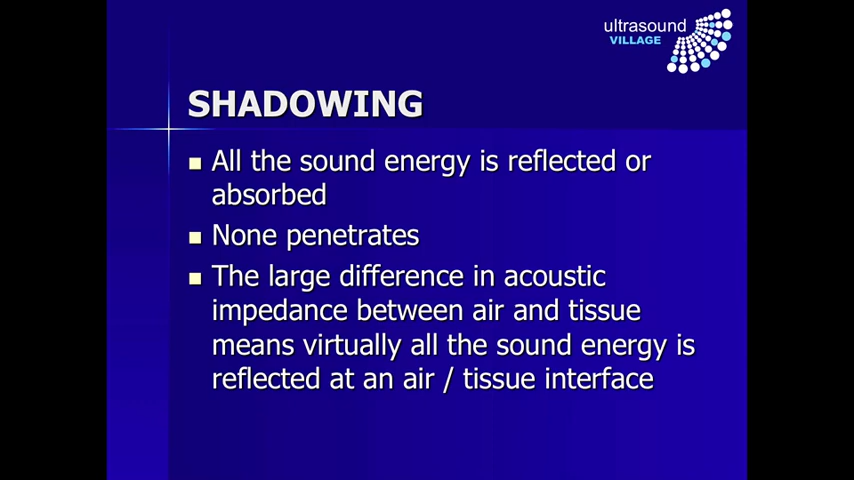 ultrasound
VILLAGE
SHADOWING
All the sound energy is reflected or
absorbed
None penetrates
The large difference in acoustic
impedance between air and tissue
means virtually all the sound energy is
reflected at an air / tissue interface